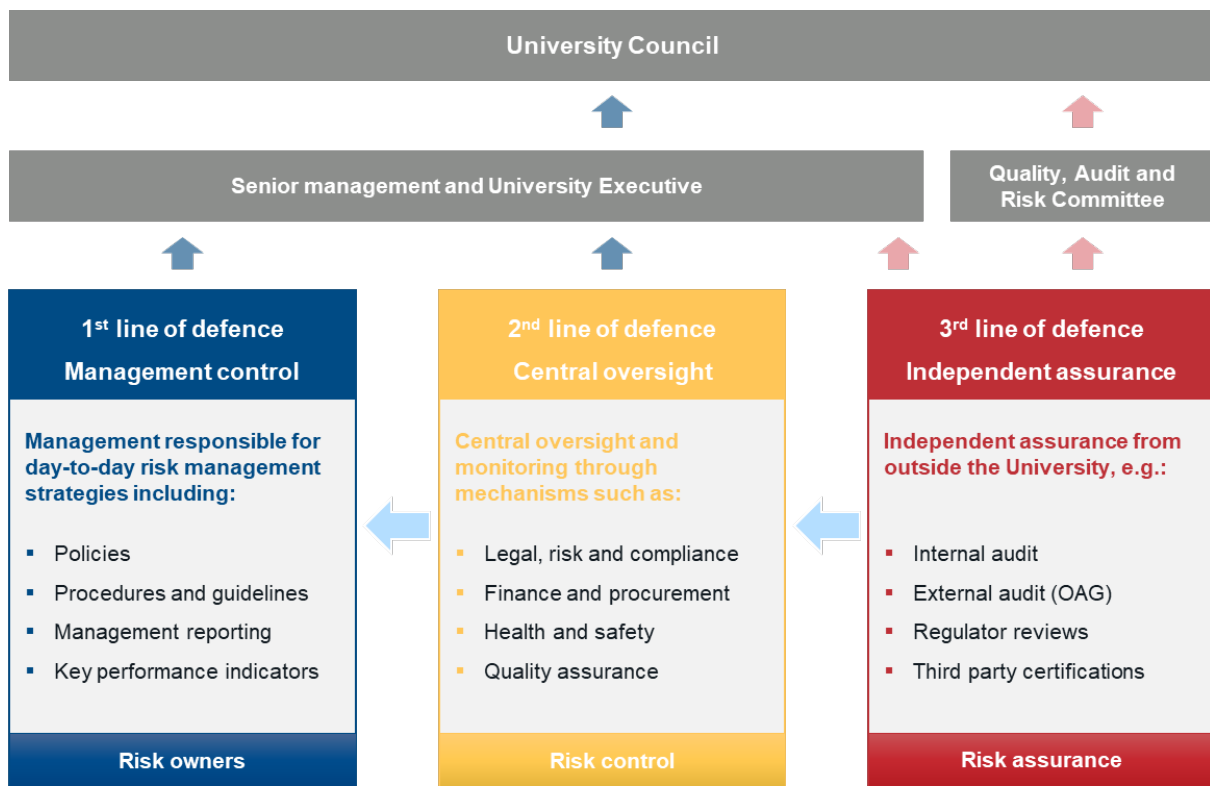 University Council
Senior management and University Executive
Quality, Audit and
Risk Committee
1st line of defence
Management control
Management responsible for
day-to-day risk management
strategies including:
▪ Policies
▪ Procedures and guidelines
▪ Management reporting
▪ Key performance indicators
Risk owners
2nd line of defence
Central oversight
Central oversight and
monitoring through
mechanisms such as:
▪ Legal, risk and compliance
▪ Finance and procurement
▪ Health and safety
▪ Quality assurance
Risk control
3rd line of defence
Independent assurance
Independent assurance from
outside the University, e.g.:
▪ Internal audit
▪ External audit (OAG)
▪ Regulator reviews
▪ Third party certifications
Risk assurance